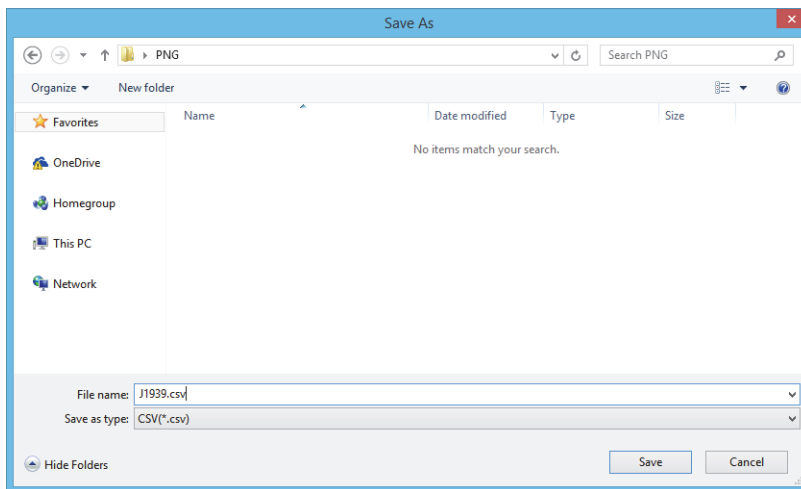 Save As
PNG
Search PNG
Organize
New folder
Name
Date modified
Type
Size
Favorites
No items match your search.
OneDrive
Homegroup
This PC
Network
File name: J1939.csv
Save as type: CSV(*.csv)
Hide Folders
Save
Cancel